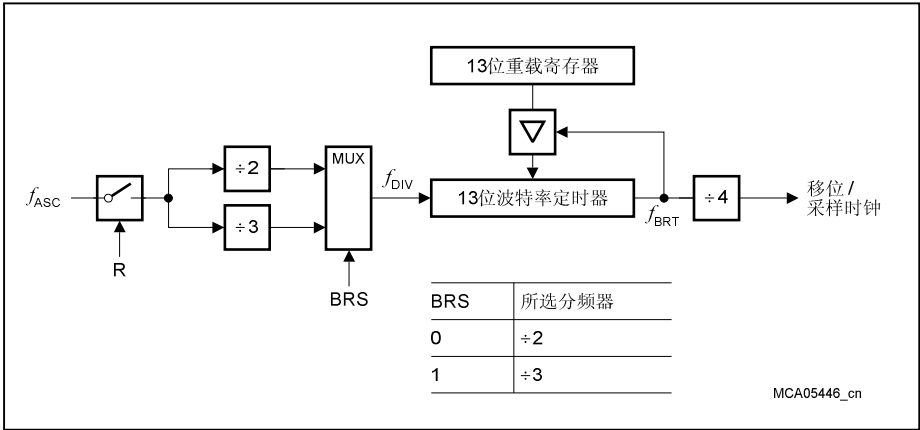 13位重载寄存器
MUX
÷2
fDIV
fASC
13位波特率定时器
÷4
移位 /
采样时钟
÷3
fBRT
R
BRS
BRS 所选分频器
0 ÷2
1 ÷3
MCA05446_cn